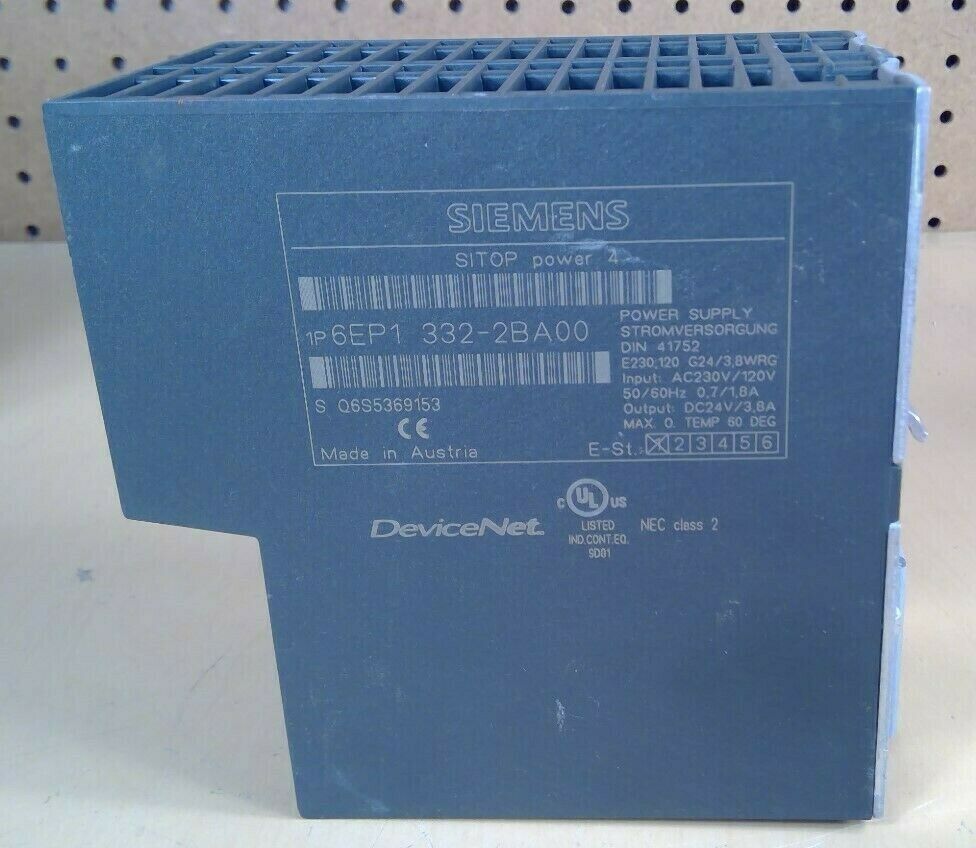 SIEMENS
SITOP power 4
1P 6EP1 332-2BA00
S Q6S5369153
CE
Made in Austria
POWER SUPPLY
STROMVERSORGUNG
DIN 41752
E230,120 G24/3,8WRG
Input: AC230V/120V
50/60Hz 0,7/1,8A
Output: DC24V/3,8A
MAX. O. TEMP 60 DEG
E-St.: X 2 3 4 5 6
DeviceNet
c UL US
LISTED
IND.CONT.EQ.
9D81
NEC class 2